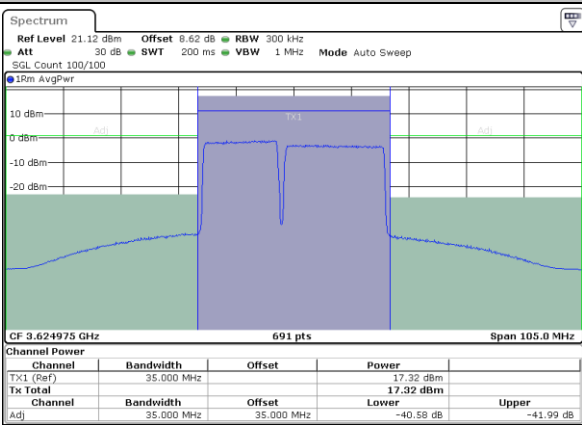 Spectrum
Ref Level 21.12 dBm Offset 8.62 dB RBW 300 kHz
Att 30 dB SWT 200 ms VBW 1 MHz Mode Auto Sweep
SGL Count 100/100
1Rm AvgPwr
10 dBm
TX1
Adj Adj
0 dBm
-10 dBm
-20 dBm
CF 3.624975 GHz 691 pts Span 105.0 MHz
Channel Power
Channel Bandwidth Offset Power
TX1 (Ref) 35.000 MHz 17.32 dBm
Tx Total 17.32 dBm
Channel Bandwidth Offset Lower Upper
Adj 35.000 MHz 35.000 MHz -40.58 dB -41.99 dB